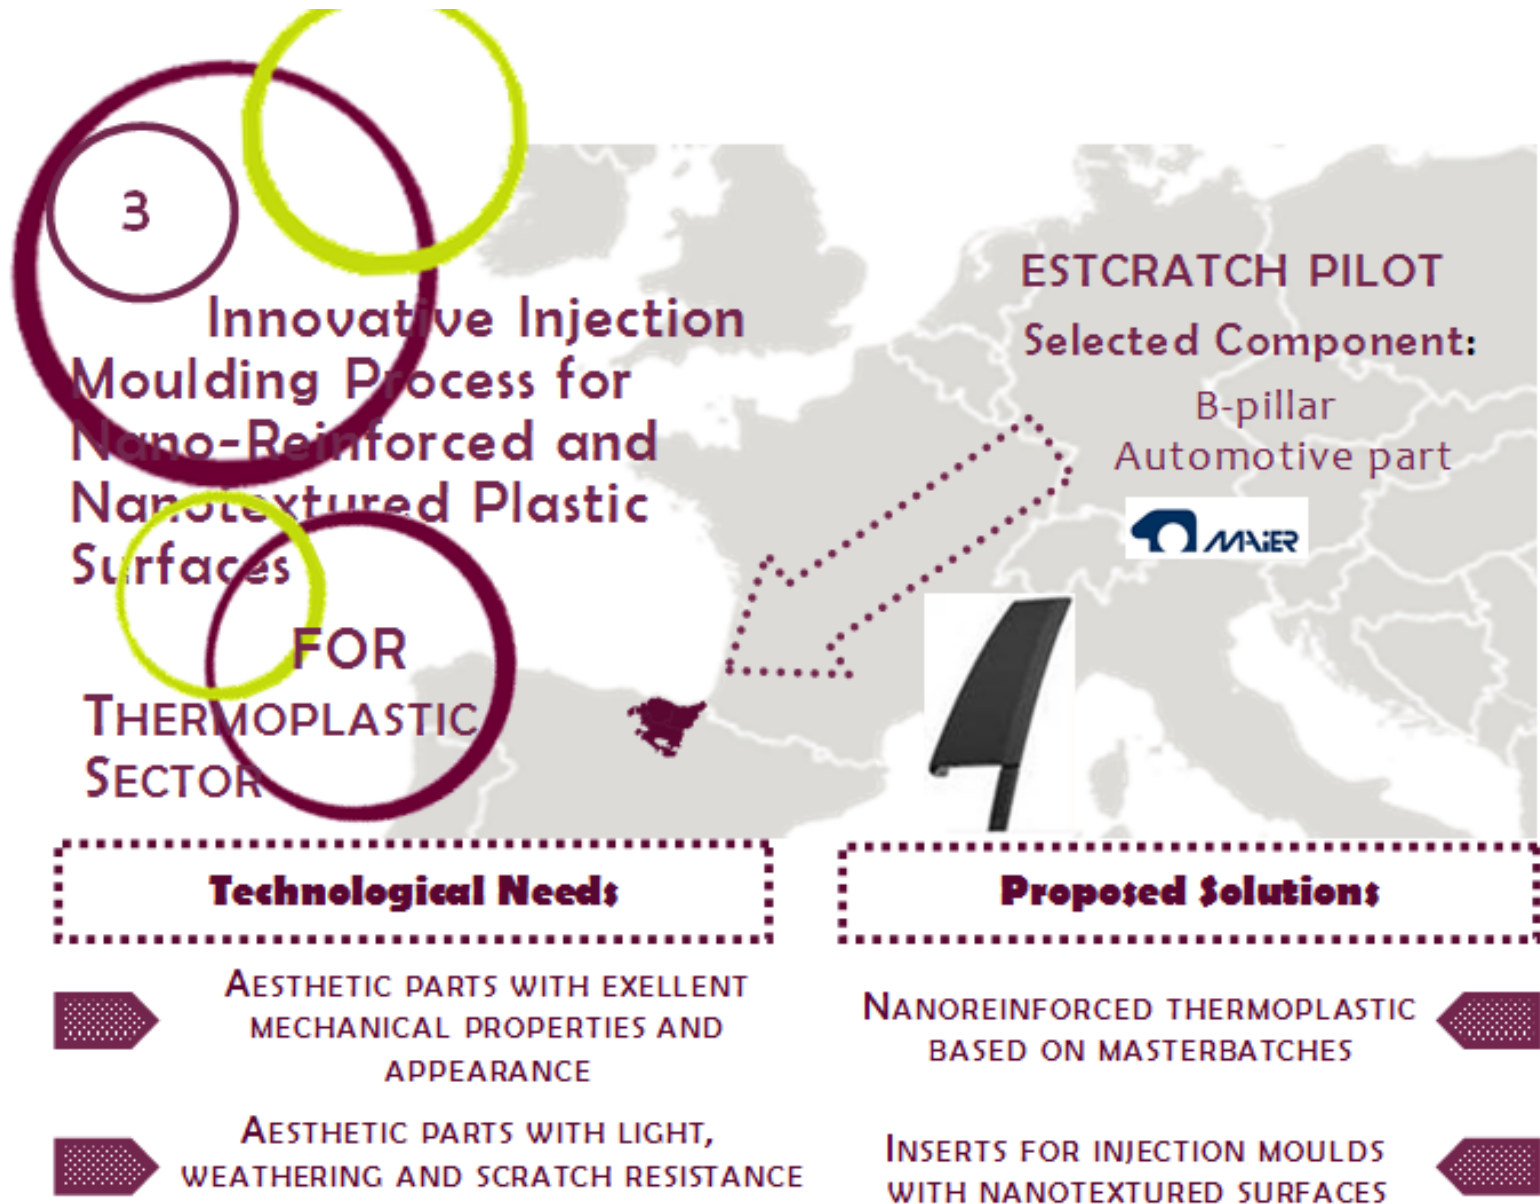 3
Innovative Injection
Moulding Process for
Nano-Reinforced and
Nanotextured Plastic
Surfaces
FOR
THERMOPLASTIC
SECTOR
ESTCRATCH PILOT
Selected Component:
B-pillar
Automotive part
MAIER
Technological Needs
AESTHETIC PARTS WITH EXELLENT
MECHANICAL PROPERTIES AND
APPEARANCE
AESTHETIC PARTS WITH LIGHT,
WEATHERING AND SCRATCH RESISTANCE
Proposed Solutions
NANOREINFORCED THERMOPLASTIC
BASED ON MASTERBATCHES
INSERTS FOR INJECTION MOULDS
WITH NANOTEXTURED SURFACES